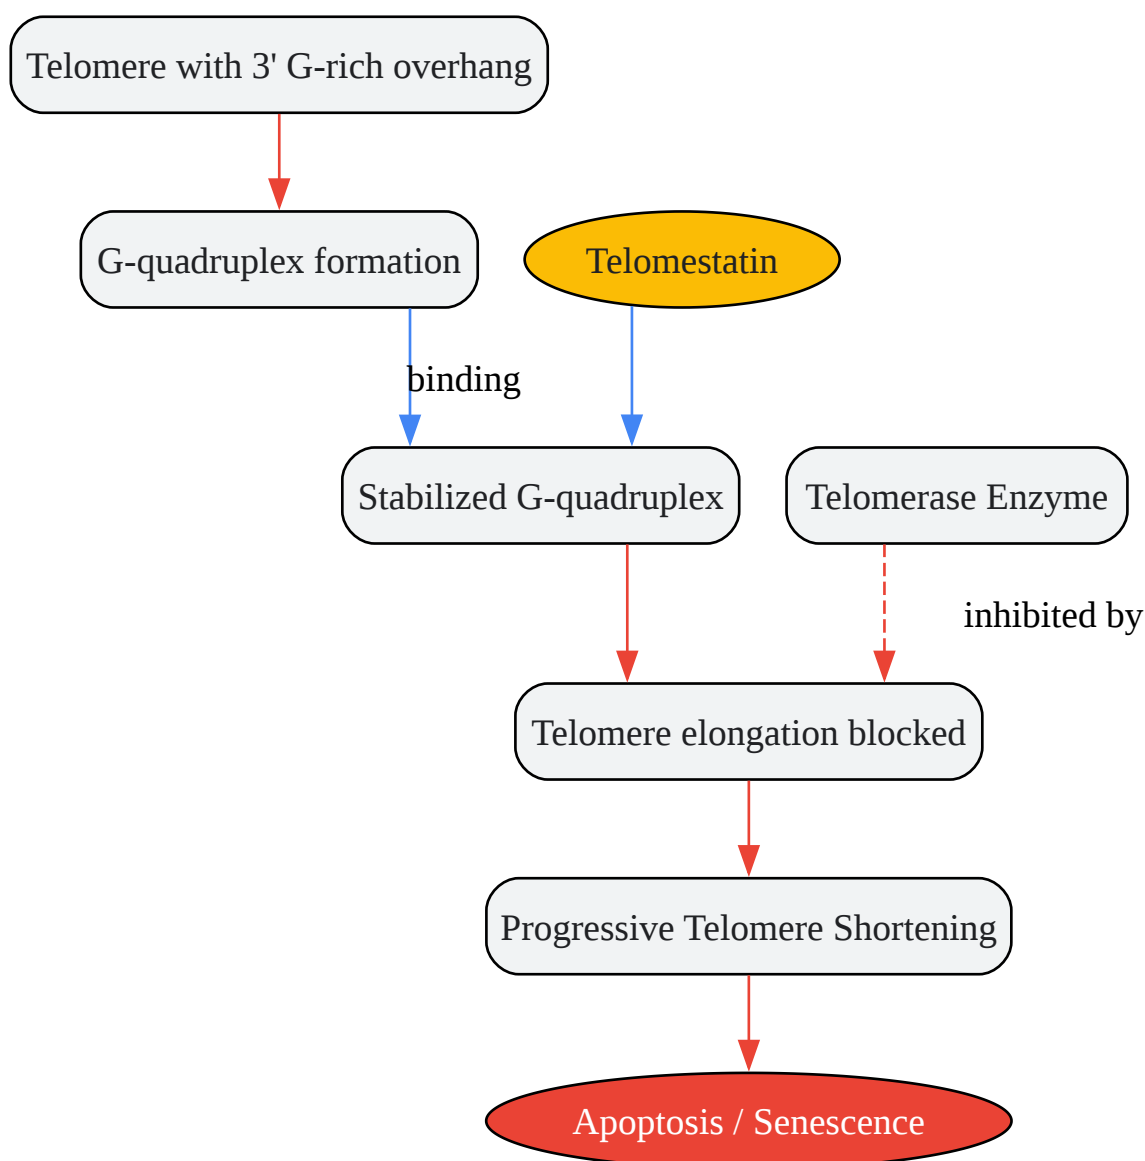 Telomere with 3' G-rich overhang
G-quadruplex formation
Telomestatin
binding
Stabilized G-quadruplex
Telomerase Enzyme
inhibited by
Telomere elongation blocked
Progressive Telomere Shortening
Apoptosis / Senescence